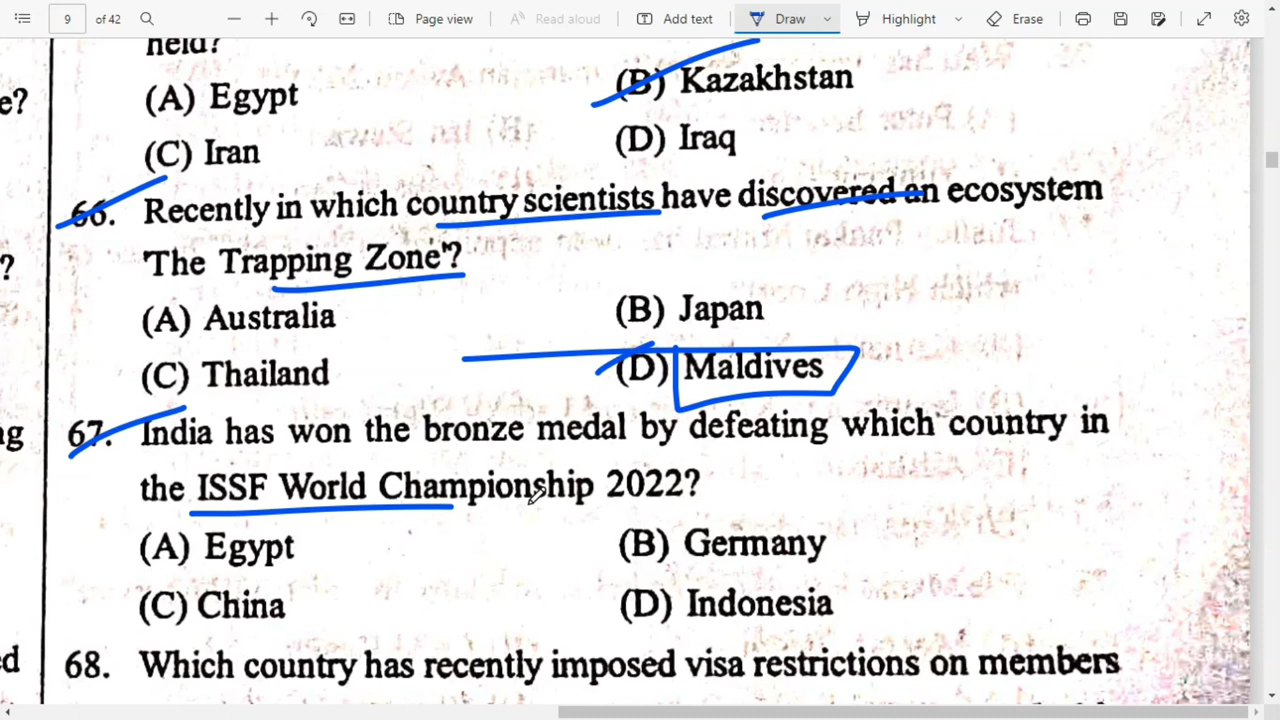 9 of 42 Page view Read aloud Add text Draw Highlight Erase
held?
(A) Egypt (B) Kazakhstan
e?
(C) Iran (D) Iraq
66. Recently in which country scientists have discovered an ecosystem
? 'The Trapping Zone"?
(A) Australia (B) Japan
(C) Thailand (D) Maldives
ng 67. India has won the bronze medal by defeating which country in
the ISSF World Championship 2022?
(A) Egypt (B) Germany
(C) China (D) Indonesia
ed 68. Which country has recently imposed visa restrictions on members